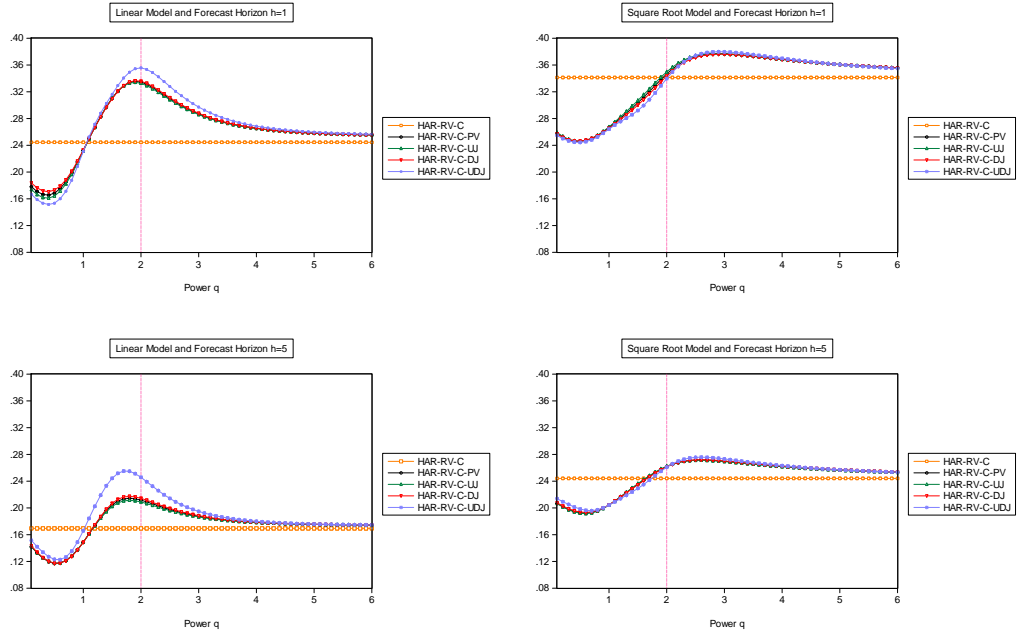 Linear Model and Forecast Horizon h=1
.40
.36
.32
.28
.24
.20
.16
.12
.08
1 2 3 4 5 6
Power q
HAR-RV-C
HAR-RV-C-PV
HAR-RV-C-UJ
HAR-RV-C-DJ
HAR-RV-C-UDJ
Square Root Model and Forecast Horizon h=1
.40
.36
.32
.28
.24
.20
.16
.12
.08
1 2 3 4 5 6
Power q
HAR-RV-C
HAR-RV-C-PV
HAR-RV-C-UJ
HAR-RV-C-DJ
HAR-RV-C-UDJ
Linear Model and Forecast Horizon h=5
.40
.36
.32
.28
.24
.20
.16
.12
.08
1 2 3 4 5 6
Power q
HAR-RV-C
HAR-RV-C-PV
HAR-RV-C-UJ
HAR-RV-C-DJ
HAR-RV-C-UDJ
Square Root Model and Forecast Horizon h=5
.40
.36
.32
.28
.24
.20
.16
.12
.08
1 2 3 4 5 6
Power q
HAR-RV-C
HAR-RV-C-PV
HAR-RV-C-UJ
HAR-RV-C-DJ
HAR-RV-C-UDJ